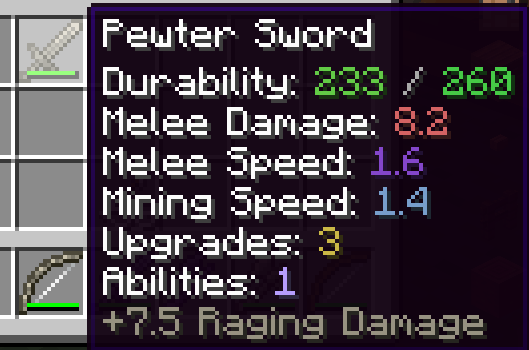 Pewter Sword
Durability: 233 / 260
Melee Damage: 8.2
Melee Speed: 1.6
Mining Speed: 1.4
Upgrades: 3
Abilities: 1
+7.5 Raging Damage